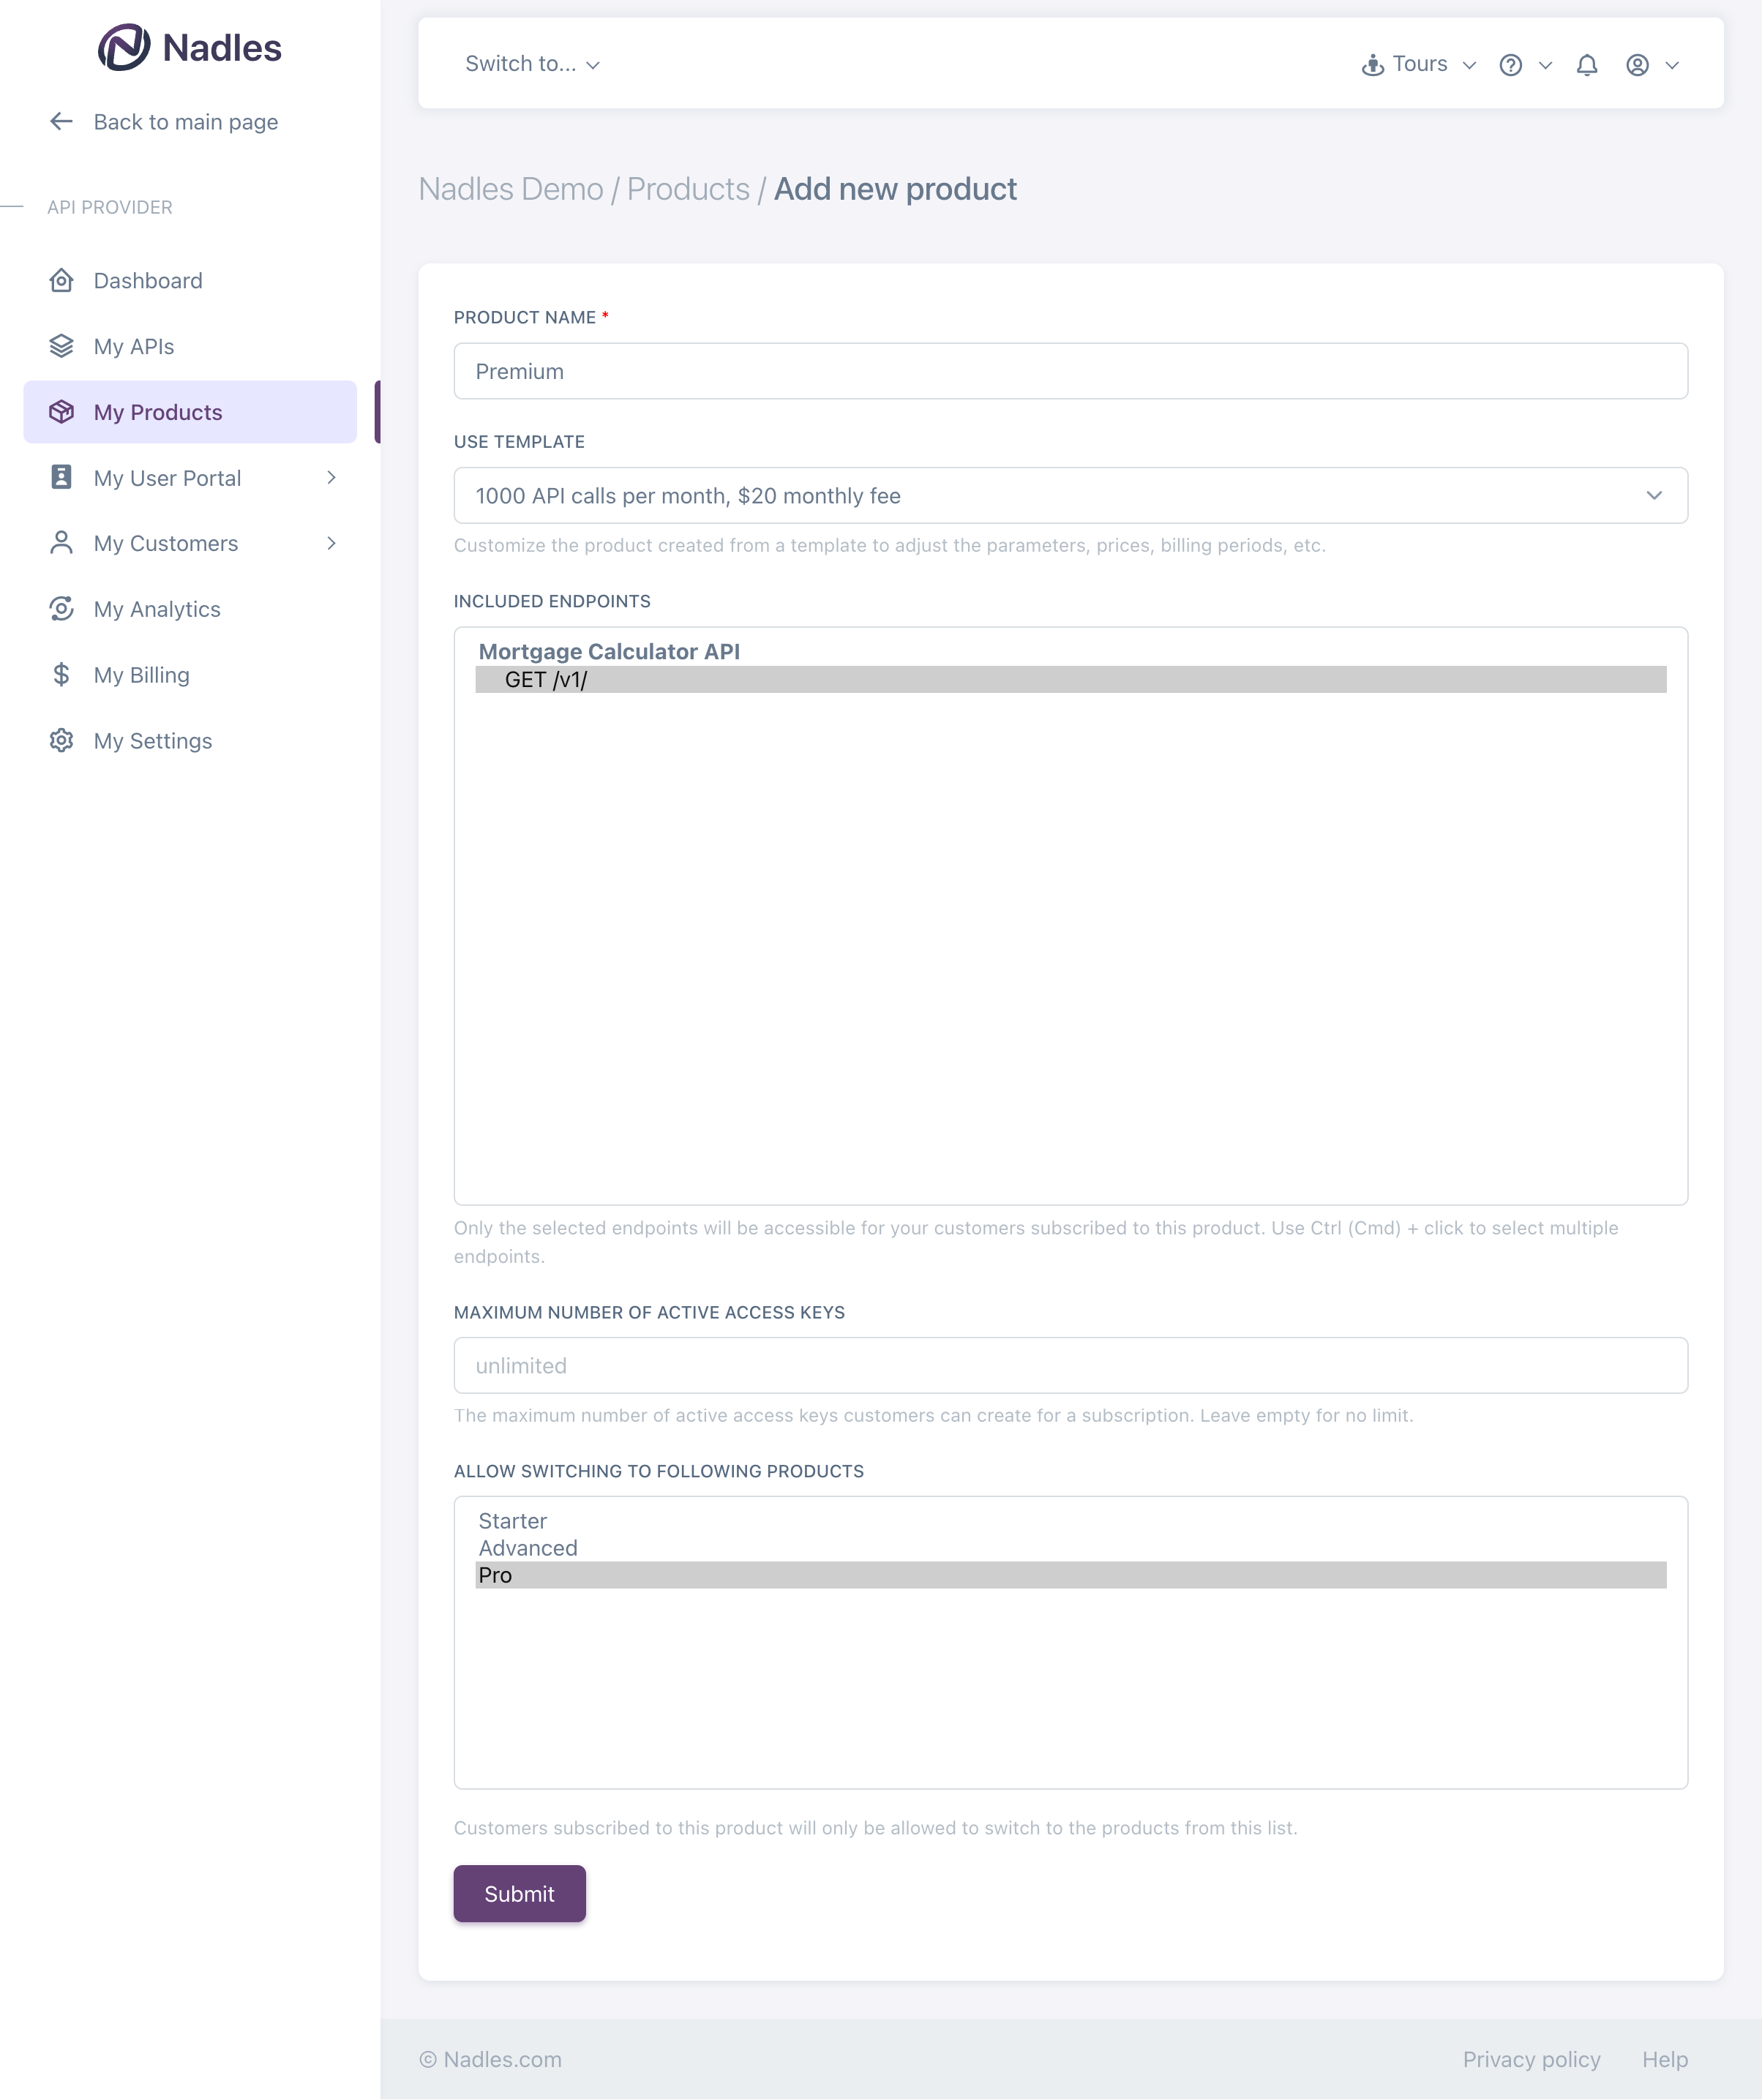 Nadles
Back to main page
API PROVIDER
Dashboard
My APIs
My Products
My User Portal
My Customers
My Analytics
My Billing
My Settings
Switch to...
Tours
Nadles Demo / Products / Add new product
PRODUCT NAME *
Premium
USE TEMPLATE
1000 API calls per month, $20 monthly fee
Customize the product created from a template to adjust the parameters, prices, billing periods, etc.
INCLUDED ENDPOINTS
Mortgage Calculator API
GET /v1/
Only the selected endpoints will be accessible for your customers subscribed to this product. Use Ctrl (Cmd) + click to select multiple
endpoints.
MAXIMUM NUMBER OF ACTIVE ACCESS KEYS
unlimited
The maximum number of active access keys customers can create for a subscription. Leave empty for no limit.
ALLOW SWITCHING TO FOLLOWING PRODUCTS
Starter
Advanced
Pro
Customers subscribed to this product will only be allowed to switch to the products from this list.
Submit
© Nadles.com
Privacy policy
Help